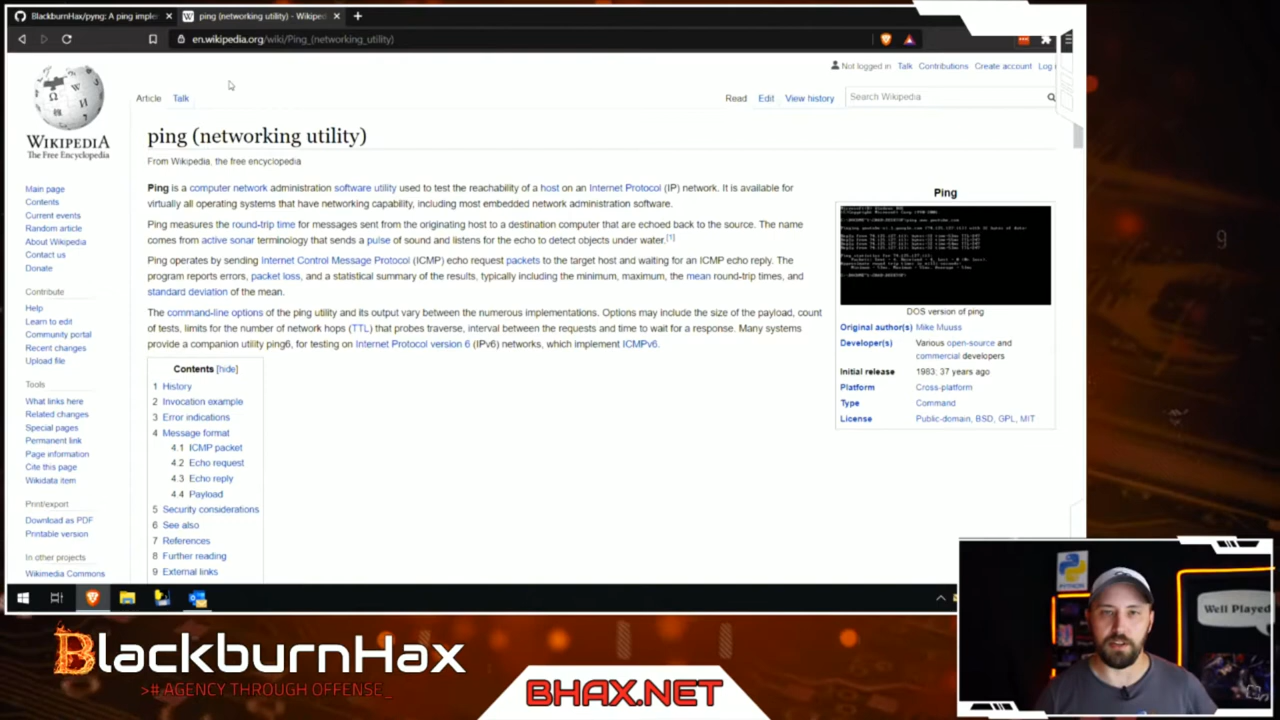 BlackburnHax/pyng: A ping imple
ping (networking utility) - Wikiped
en.wikipedia.org/wiki/Ping_(networking_utility)
Not logged in Talk Contributions Create account Log
Article Talk
Read Edit View history Search Wikipedia
WIKIPEDIA
The Free Encyclopedia
Main page
Contents
Current events
Random article
About Wikipedia
Contact us
Donate
Contribute
Help
Learn to edit
Community portal
Recent changes
Upload file
Tools
What links here
Related changes
Special pages
Permanent link
Page information
Cite this page
Wikidata item
Print/export
Download as PDF
Printable version
In other projects
Wikimedia Commons
ping (networking utility)
From Wikipedia, the free encyclopedia
Ping is a computer network administration software utility used to test the reachability of a host on an Internet Protocol (IP) network. It is available for
virtually all operating systems that have networking capability, including most embedded network administration software.
Ping measures the round-trip time for messages sent from the originating host to a destination computer that are echoed back to the source. The name
comes from active sonar terminology that sends a pulse of sound and listens for the echo to detect objects under water.[1]
Ping operates by sending Internet Control Message Protocol (ICMP) echo request packets to the target host and waiting for an ICMP echo reply. The
program reports errors, packet loss, and a statistical summary of the results, typically including the minimum, maximum, the mean round-trip times, and
standard deviation of the mean.
The command-line options of the ping utility and its output vary between the numerous implementations. Options may include the size of the payload, count
of tests, limits for the number of network hops (TTL) that probes traverse, interval between the requests and time to wait for a response. Many systems
provide a companion utility ping6, for testing on Internet Protocol version 6 (IPv6) networks, which implement ICMPv6.
Contents [hide]
1 History
2 Invocation example
3 Error indications
4 Message format
4.1 ICMP packet
4.2 Echo request
4.3 Echo reply
4.4 Payload
5 Security considerations
6 See also
7 References
8 Further reading
9 External links
Ping
DOS version of ping
Original author(s) Mike Muuss
Developer(s) Various open-source and
commercial developers
Initial release 1983; 37 years ago
Platform Cross-platform
Type Command
License Public-domain, BSD, GPL, MIT
BlackburnHax
># AGENCY THROUGH OFFENSE_
BHAX.NET
PYTHON
Well Played